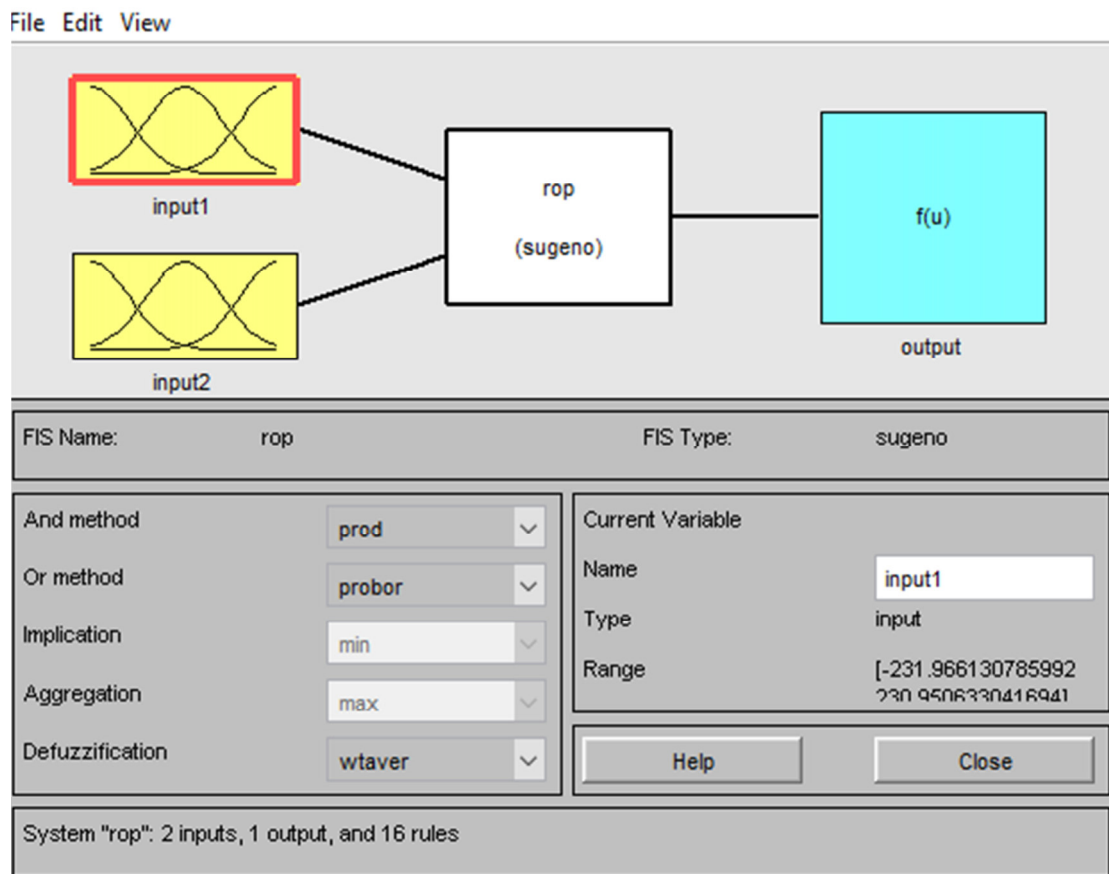 File Edit View
input1
input2
rop
(sugeno)
f(u)
output
FIS Name: rop FIS Type: sugeno
And method prod
Or method probor
Implication min
Aggregation max
Defuzzification wtaver
Current Variable
Name input1
Type input
Range [-231.966130785992
230.950633041694]
Help Close
System "rop": 2 inputs, 1 output, and 16 rules